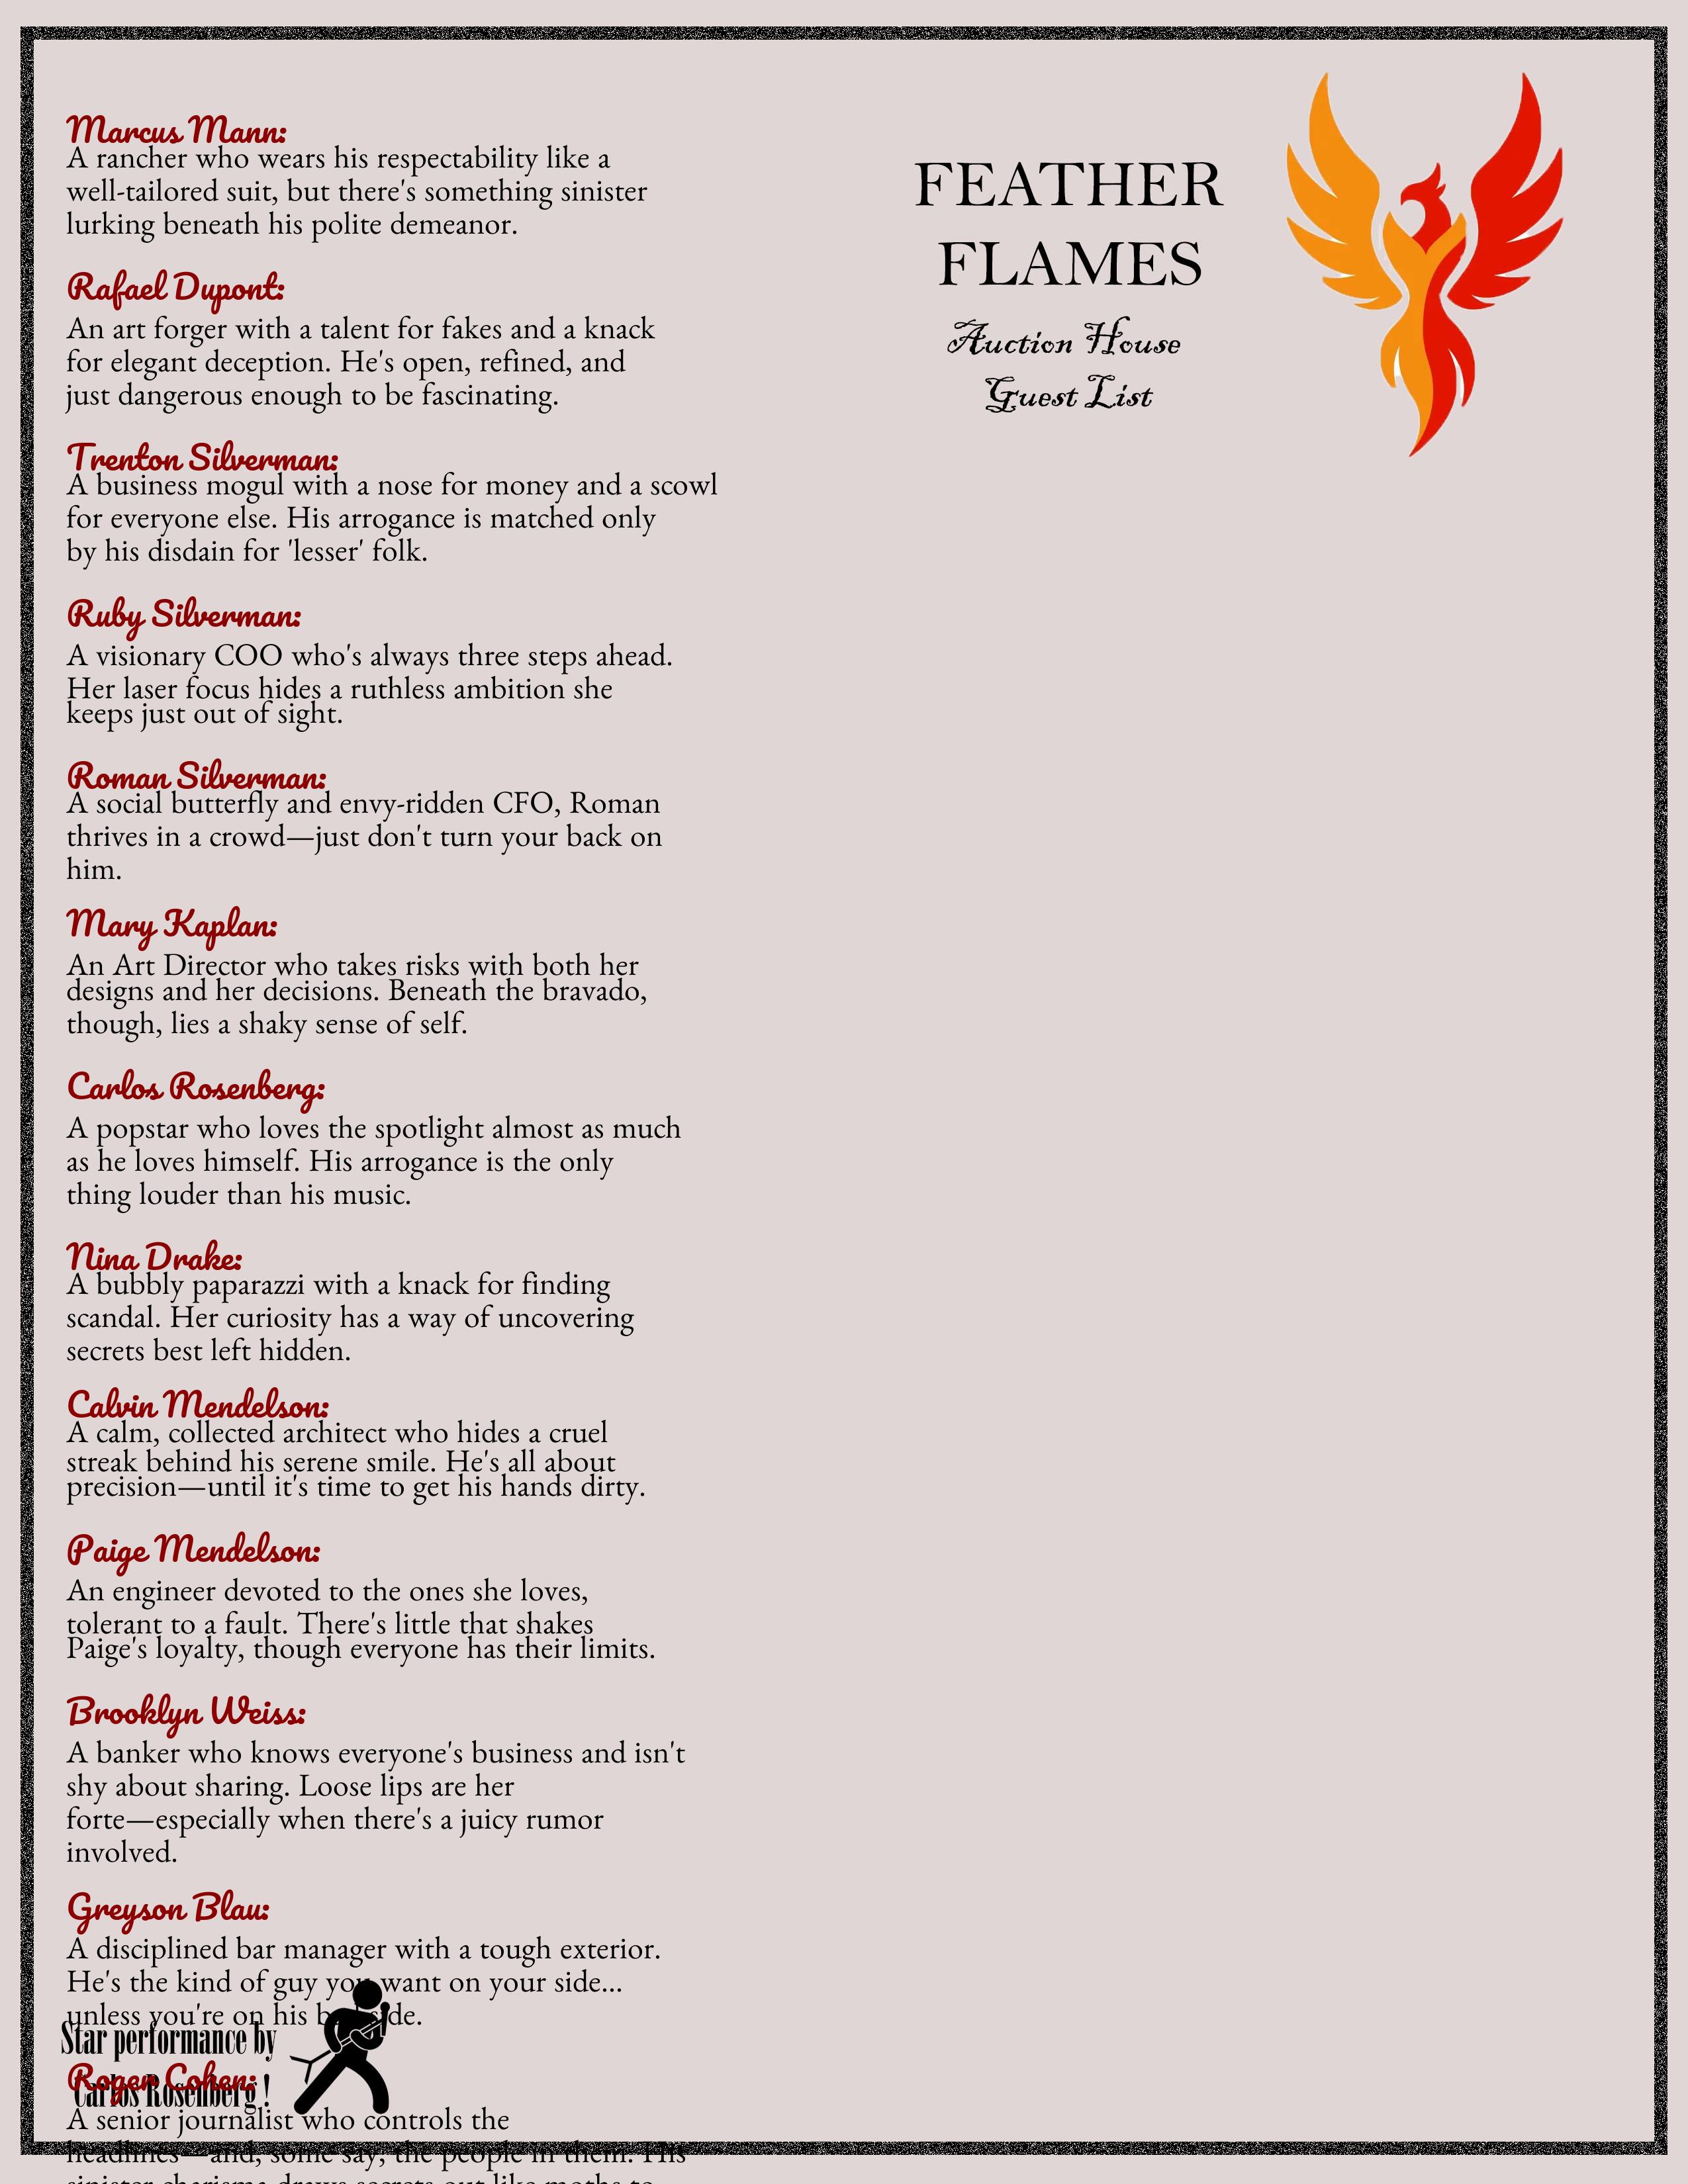 Marcus Mann:
A rancher who wears his respectability like a
well-tailored suit, but there's something sinister
lurking beneath his polite demeanor.
Rafael Dupont:
An art forger with a talent for fakes and a knack
for elegant deception. He's open, refined, and
just dangerous enough to be fascinating.
Trenton Silverman:
A business mogul with a nose for money and a scowl
for everyone else. His arrogance is matched only
by his disdain for 'lesser' folk.
Ruby Silverman:
A visionary COO who's always three steps ahead.
Her laser focus hides a ruthless ambition she
keeps just out of sight.
Roman Silverman:
A social butterfly and envy-ridden CFO, Roman
thrives in a crowd—just don't turn your back on
him.
Mary Kaplan:
An Art Director who takes risks with both her
designs and her decisions. Beneath the bravado,
though, lies a shaky sense of self.
Carlos Rosenberg:
A popstar who loves the spotlight almost as much
as he loves himself. His arrogance is the only
thing louder than his music.
Nina Drake:
A bubbly paparazzi with a knack for finding
scandal. Her curiosity has a way of uncovering
secrets best left hidden.
Calvin Mendelson:
A calm, collected architect who hides a cruel
streak behind his serene smile. He's all about
precision—until it's time to get his hands dirty.
Paige Mendelson:
An engineer devoted to the ones she loves,
tolerant to a fault. There's little that shakes
Paige's loyalty, though everyone has their limits.
Brooklyn Weiss:
A banker who knows everyone's business and isn't
shy about sharing. Loose lips are her
forte—especially when there's a juicy rumor
involved.
Greyson Blau:
A disciplined bar manager with a tough exterior.
He's the kind of guy you want on your side...
unless you're on his bad side.
Star performance by
Carlos Rosenberg!
Roger Cohen:
A senior journalist who controls the
headlines—and, some say, the people in them. His
sinister charisma draws secrets out like moths to
FEATHER
FLAMES
Auction House
Guest List